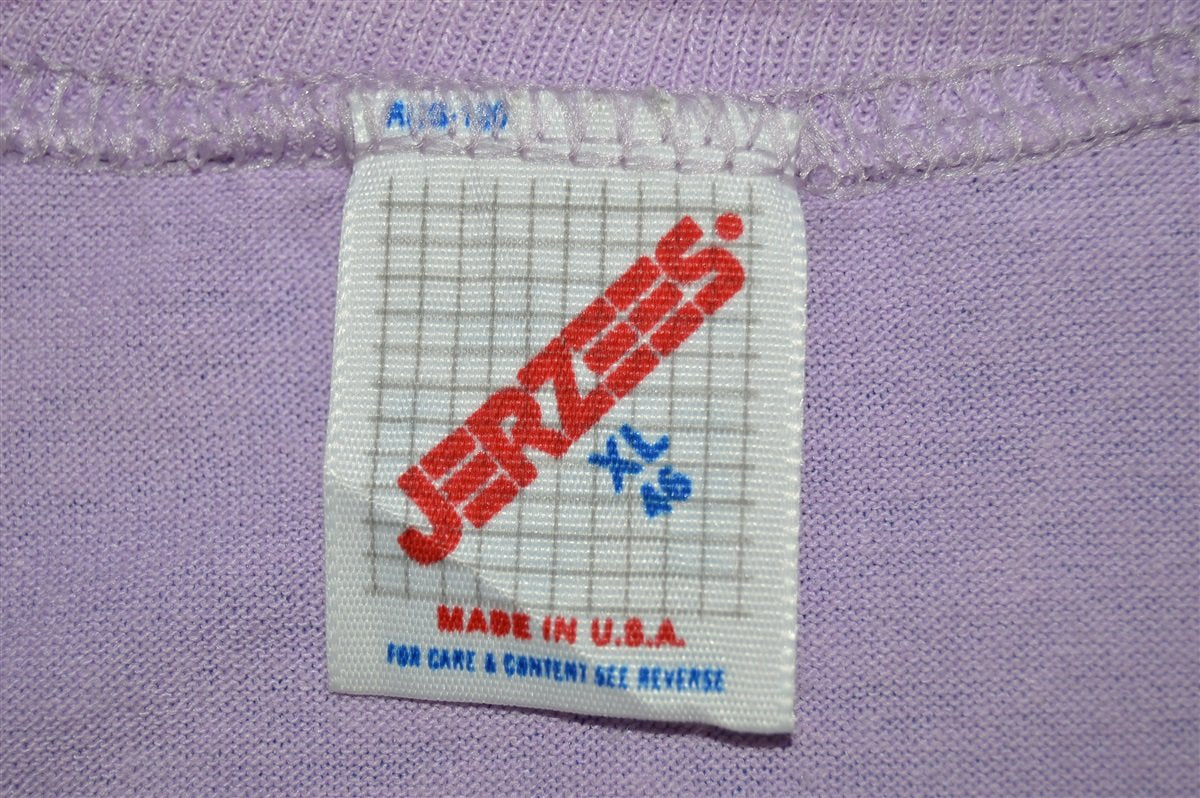 JERZEES.
XL
46
MADE IN U.S.A.
FOR CARE & CONTENT SEE REVERSE